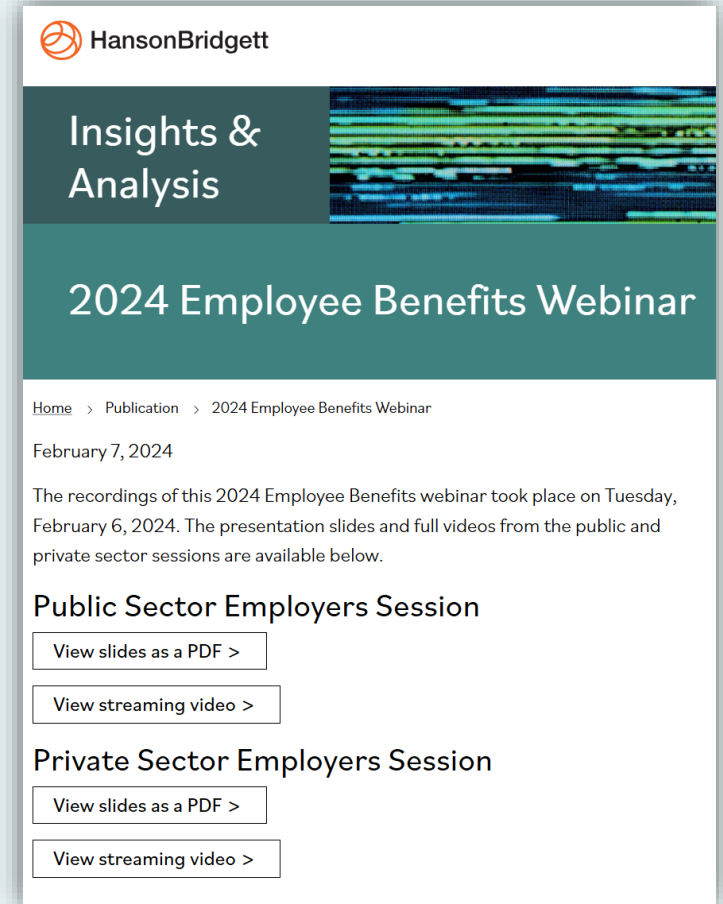 HansonBridgett
Insights &
Analysis
2024 Employee Benefits Webinar
Home > Publication > 2024 Employee Benefits Webinar
February 7, 2024
The recordings of this 2024 Employee Benefits webinar took place on Tuesday,
February 6, 2024. The presentation slides and full videos from the public and
private sector sessions are available below.
Public Sector Employers Session
View slides as a PDF >
View streaming video >
Private Sector Employers Session
View slides as a PDF >
View streaming video >